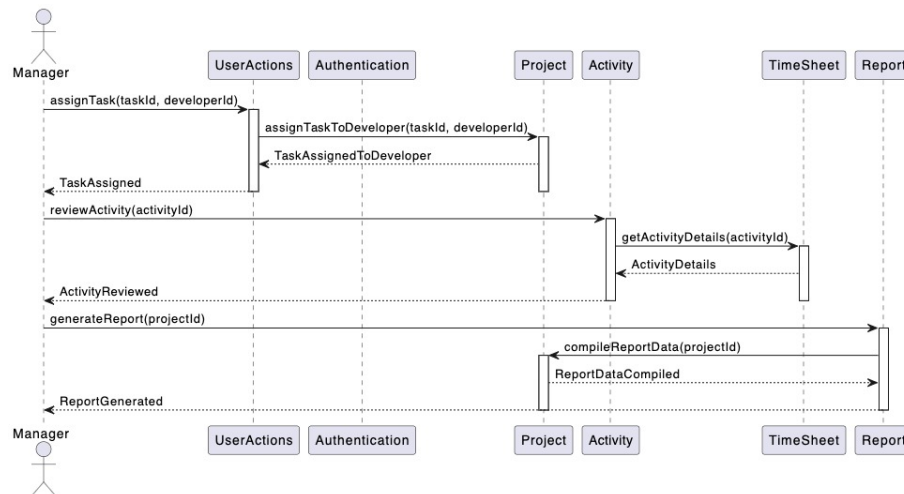 Manager
UserActions
Authentication
Project
Activity
TimeSheet
Report
assignTask(taskId, developerId)
assignTaskToDeveloper(taskId, developerId)
TaskAssignedToDeveloper
TaskAssigned
reviewActivity(activityId)
getActivityDetails(activityId)
ActivityDetails
ActivityReviewed
generateReport(projectId)
compileReportData(projectId)
ReportDataCompiled
ReportGenerated
Manager
UserActions
Authentication
Project
Activity
TimeSheet
Report